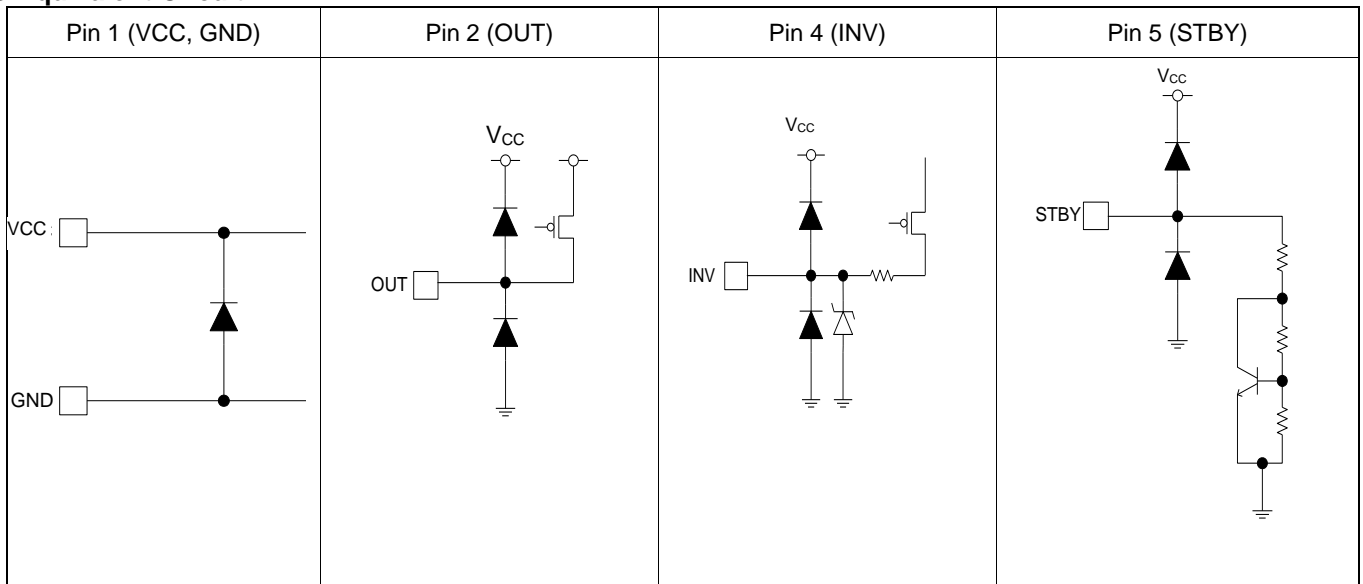 Pin 1 (VCC, GND)
Pin 2 (OUT)
Pin 4 (INV)
Pin 5 (STBY)
VCC
GND
VCC
OUT
VCC
INV
VCC
STBY